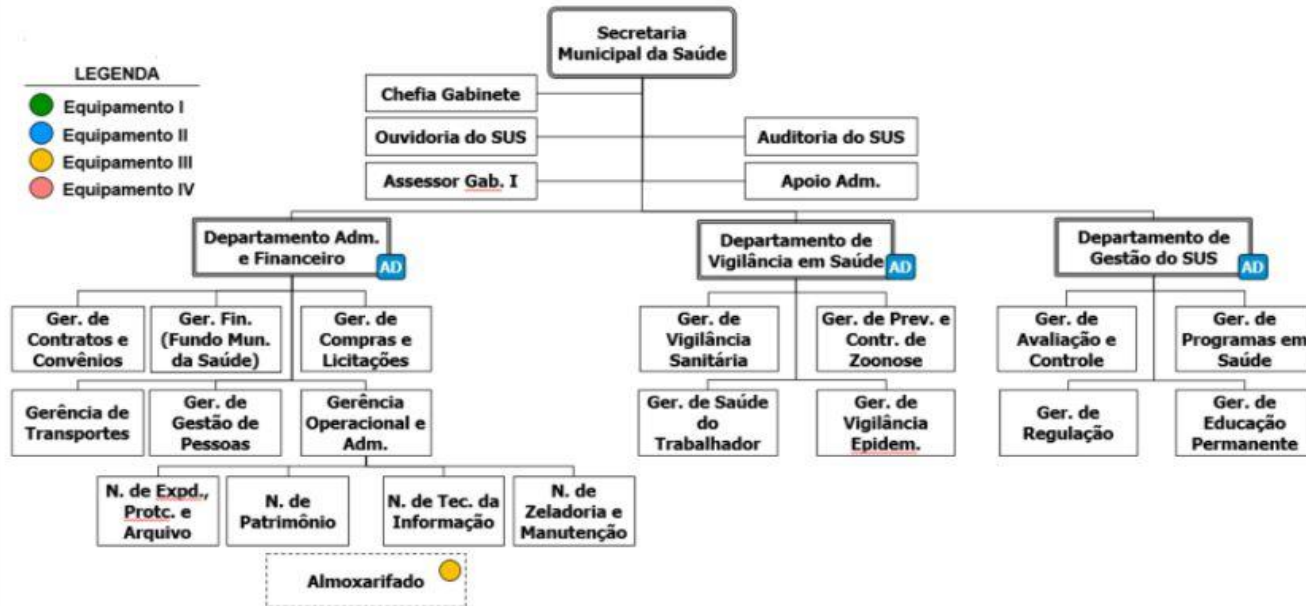 Secretaria
Municipal da Saúde
LEGENDA
Equipamento I
Equipamento II
Equipamento III
Equipamento IV
Chefia Gabinete
Ouvidoria do SUS
Auditoria do SUS
Assessor Gab. I
Apoio Adm.
Departamento Adm.
e Financeiro
AD
Departamento de
Vigilância em Saúde
AD
Departamento de
Gestão do SUS
AD
Ger. de
Contratos e
Convênios
Ger. Fin.
(Fundo Mun.
da Saúde)
Ger. de
Compras e
Licitações
Ger. de
Vigilância
Sanitária
Ger. de Prev. e
Contr. de
Zoonose
Ger. de
Avaliação e
Controle
Ger. de
Programas em
Saúde
Gerência de
Transportes
Ger. de
Gestão de
Pessoas
Gerência
Operacional e
Adm.
Ger. de Saúde
do
Trabalhador
Ger. de
Vigilância
Epidem.
Ger. de
Regulação
Ger. de
Educação
Permanente
N. de Expd.,
Protc. e
Arquivo
N. de
Patrimônio
N. de Tec. da
Informação
N. de
Zeladoria e
Manutenção
Almoxarifado